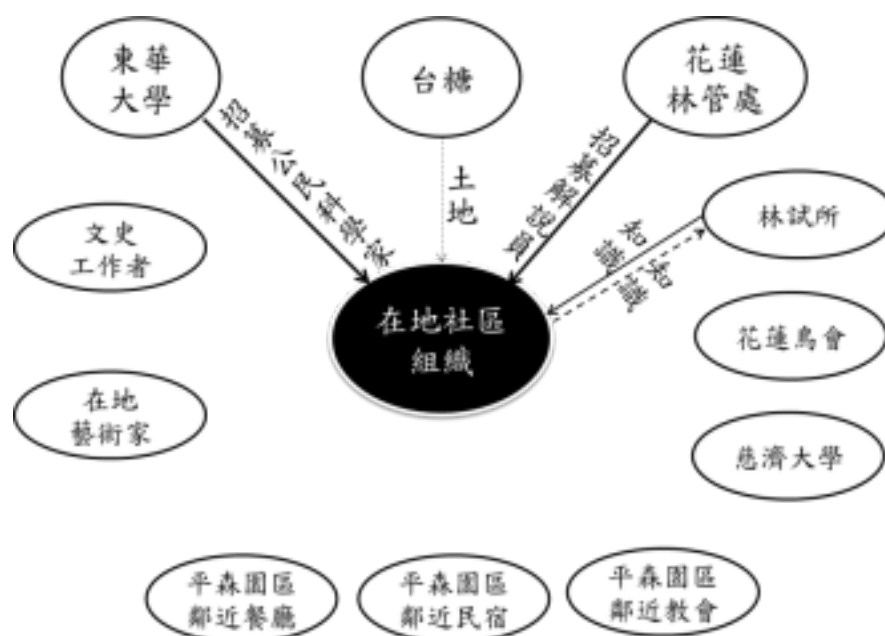 東華
大學
台糖
花蓮
林管處
招募公民科學家
土地
招募解說員
文史
工作者
林試所
知識
知識
在地社區
組織
花蓮鳥會
在地
藝術家
慈濟大學
平森園區
鄰近餐廳
平森園區
鄰近民宿
平森園區
鄰近教會